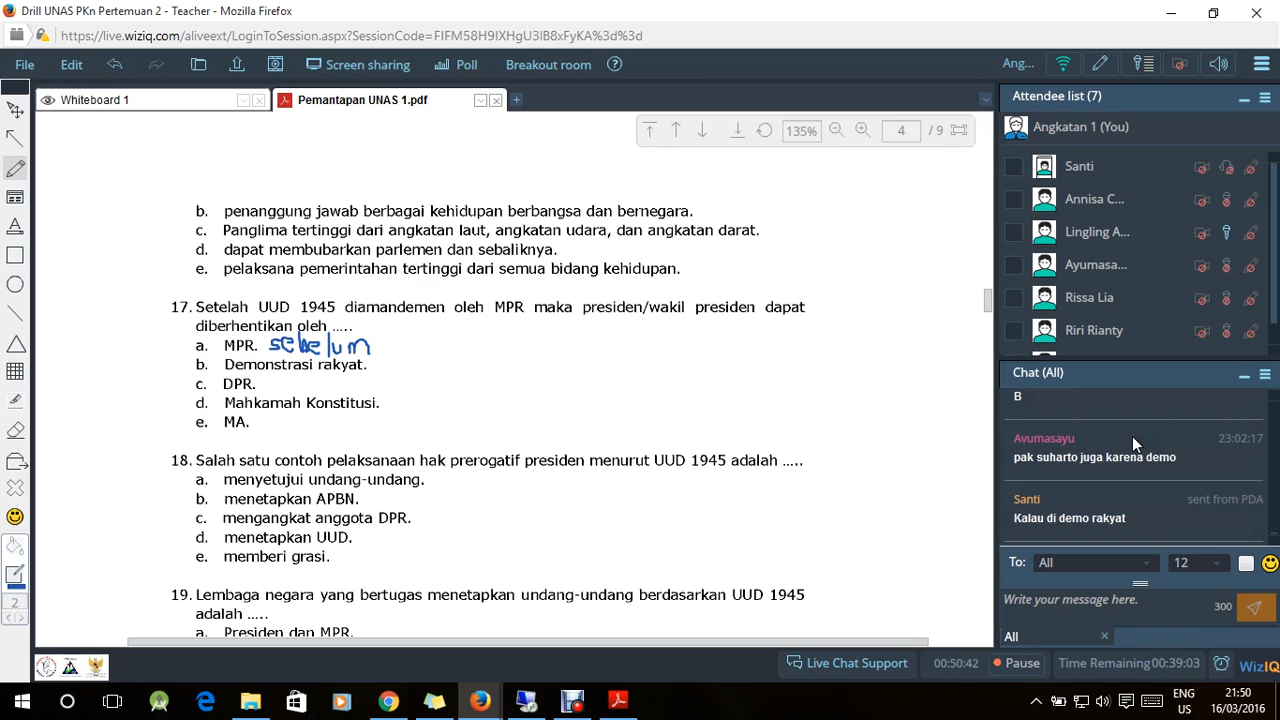 Drill UNAS PKn Pertemuan 2 - Teacher - Mozilla Firefox
https://live.wiziq.com/aliveext/LoginToSession.aspx?SessionCode=FIFM58H9IXHgU3IB8xFyKA%3d%3d
File Edit Screen sharing Poll Breakout room Ang...
Whiteboard 1 Pemantapan UNAS 1.pdf
Attendee list (7)
135% 4 / 9
Angkatan 1 (You)
Santi
Annisa C...
Lingling A...
Ayumasa...
Rissa Lia
Riri Rianty
b. penanggung jawab berbagai kehidupan berbangsa dan bernegara.
c. Panglima tertinggi dari angkatan laut, angkatan udara, dan angkatan darat.
d. dapat membubarkan parlemen dan sebaliknya.
e. pelaksana pemerintahan tertinggi dari semua bidang kehidupan.
17. Setelah UUD 1945 diamandemen oleh MPR maka presiden/wakil presiden dapat
diberhentikan oleh .....
a. MPR. sebelum
b. Demonstrasi rakyat.
c. DPR.
d. Mahkamah Konstitusi.
e. MA.
18. Salah satu contoh pelaksanaan hak prerogatif presiden menurut UUD 1945 adalah .....
a. menyetujui undang-undang.
b. menetapkan APBN.
c. mengangkat anggota DPR.
d. menetapkan UUD.
e. memberi grasi.
19. Lembaga negara yang bertugas menetapkan undang-undang berdasarkan UUD 1945
adalah .....
a. Presiden dan MPR.
Chat (All)
B
Ayumasayu 23:02:17
pak suharto juga karena demo
Santi sent from PDA
Kalau di demo rakyat
To: All 12
Write your message here. 300
All
2
Live Chat Support 00:50:42 Pause Time Remaining 00:39:03 WizIQ
ENG 21:50
US 16/03/2016